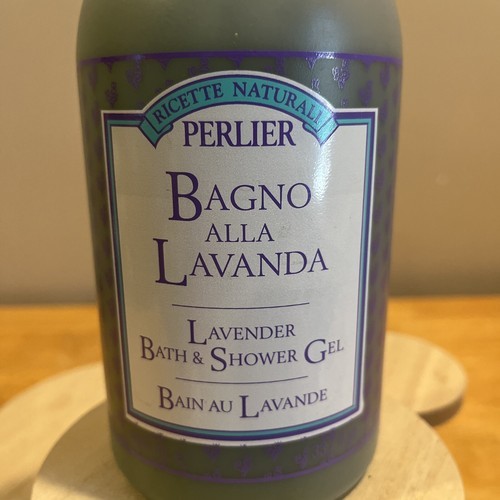 RICETTE NATURALI
PERLIER
BAGNO
ALLA
LAVANDA
LAVENDER
BATH & SHOWER GEL
BAIN AU LAVANDE